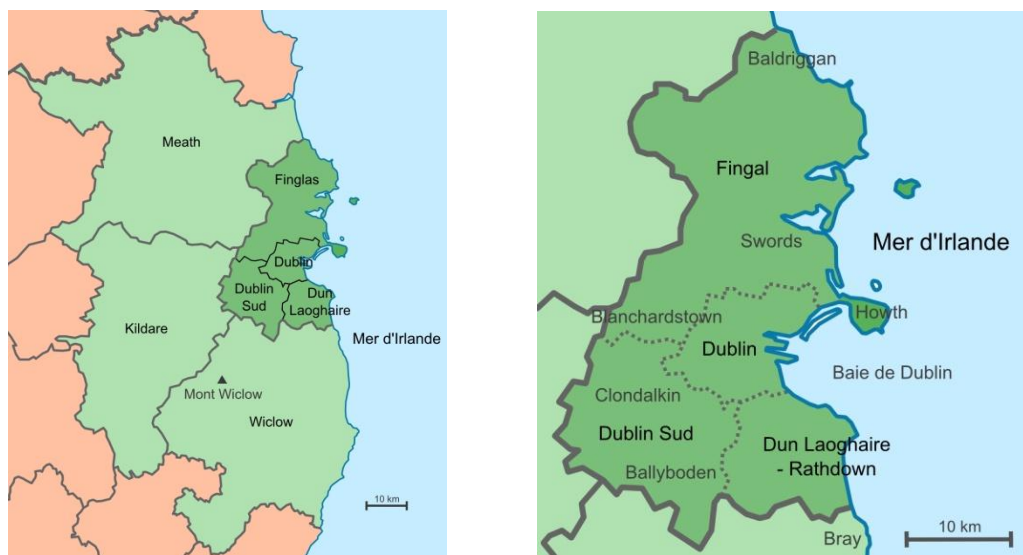 Meath
Finglas
Dublin
Dublin
Sud
Dun
Laoghaire
Kildare
Mer d'Irlande
Mont Wiclow
Wiclow
10 km
Baldriggan
Fingal
Swords
Mer d'Irlande
Blanchardstown
Howth
Dublin
Baie de Dublin
Clondalkin
Dublin Sud
Dun Laoghaire
- Rathdown
Ballyboden
Bray
10 km